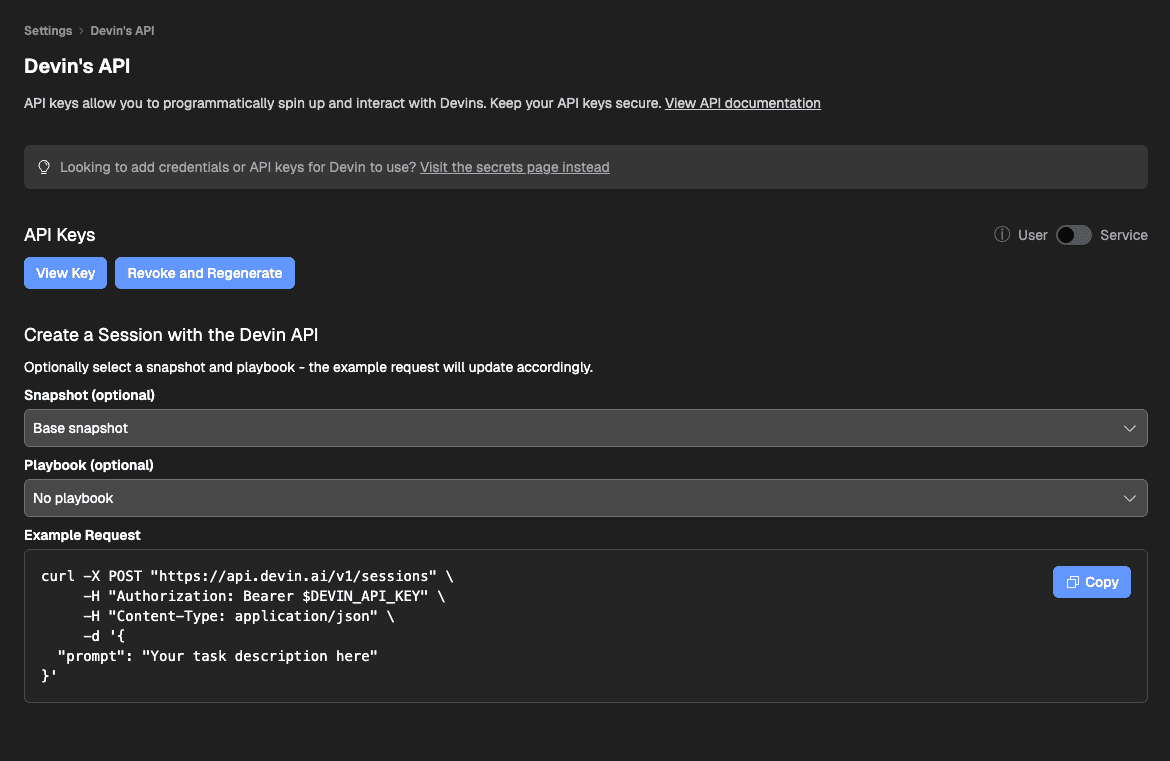 Settings > Devin's API
Devin's API
API keys allow you to programmatically spin up and interact with Devins. Keep your API keys secure. View API documentation
Looking to add credentials or API keys for Devin to use? Visit the secrets page instead
API Keys
User Service
View Key Revoke and Regenerate
Create a Session with the Devin API
Optionally select a snapshot and playbook - the example request will update accordingly.
Snapshot (optional)
Base snapshot
Playbook (optional)
No playbook
Example Request
curl -X POST "https://api.devin.ai/v1/sessions" \
     -H "Authorization: Bearer $DEVIN_API_KEY" \
     -H "Content-Type: application/json" \
     -d '{
  "prompt": "Your task description here"
}'
Copy